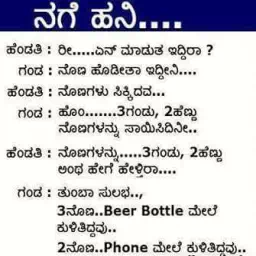 ನಗೆ ಹನಿ....
ಹೆಂಡತಿ : ರೀ.....ಏನ್ ಮಾಡುತ ಇದ್ದಿರಾ ?
ಗಂಡ : ನೊಣ ಹೊಡೀತಾ ಇದ್ದೀನಿ....
ಹೆಂಡತಿ : ನೊಣಗಳು ಸಿಕ್ಕಿದವ...
ಗಂಡ : ಹೊಂ.......3ಗಂಡು, 2ಹೆಣ್ಣು
ನೊಣಗಳನ್ನು ಸಾಯಿಸಿದಿನೀ..
ಹೆಂಡತಿ : ನೊಣಗಳನ್ನು.....3ಗಂಡು, 2ಹೆಣ್ಣು
ಅಂಥ ಹೇಗೆ ಹೇಳ್ತಿರಾ....
ಗಂಡ : ತುಂಬಾ ಸುಲಭ..,
3ನೊಣ..Beer Bottle ಮೇಲೆ
ಕುಳಿತಿದ್ದವು..
2ನೊಣ..Phone ಮೇಲೆ ಕುಳಿತಿದ್ದವು..